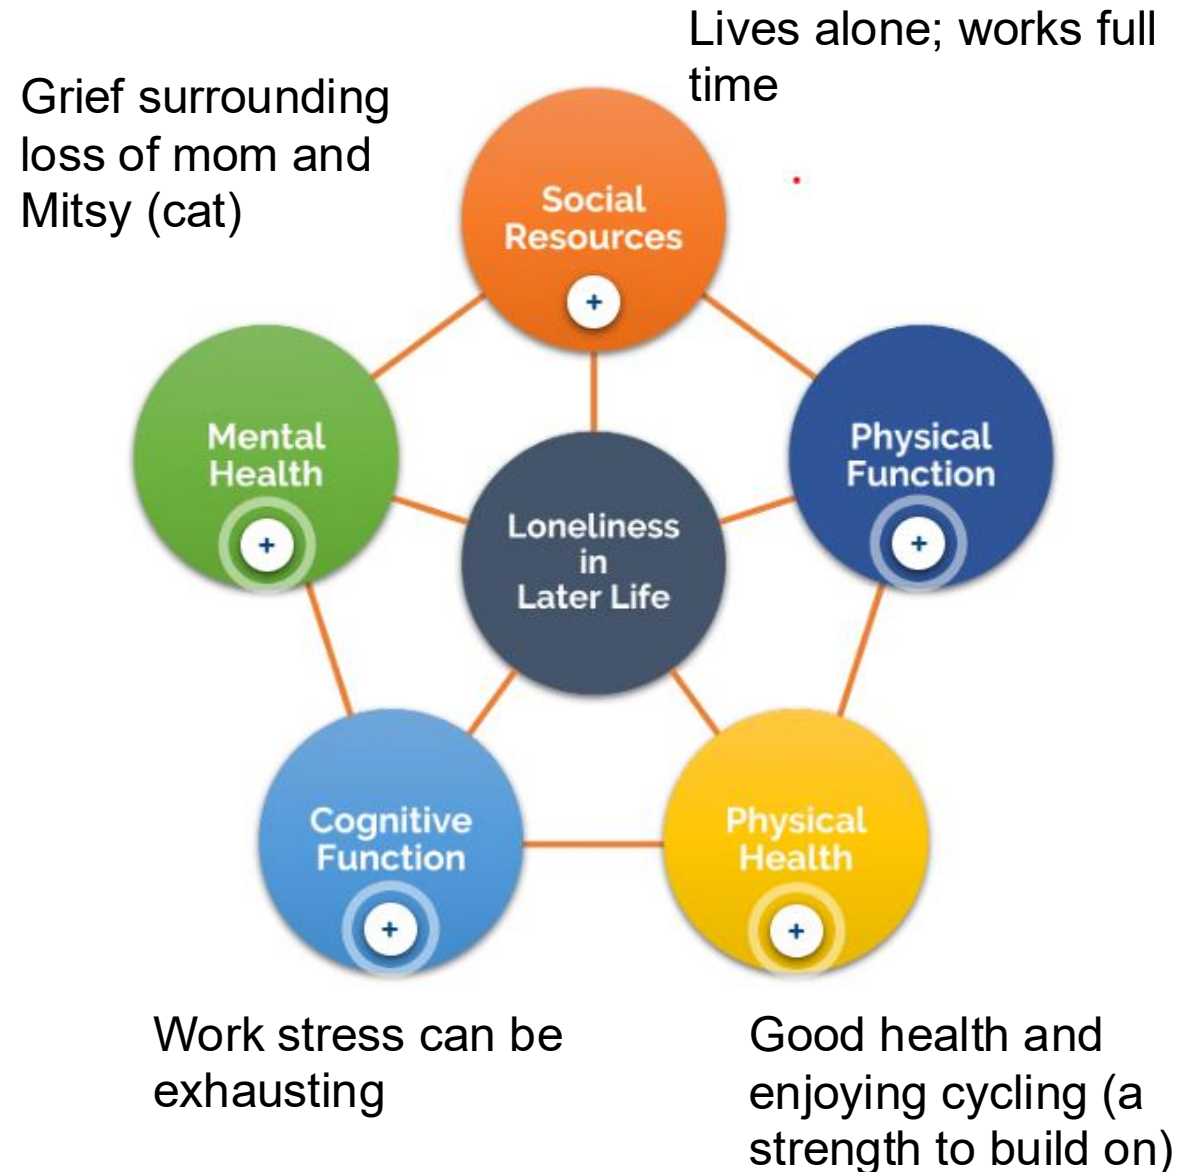 Lives alone; works full
time
Grief surrounding
loss of mom and
Mitsy (cat)
Social
Resources
+
Mental
Health
+
Physical
Function
+
Loneliness
in
Later Life
Cognitive
Function
+
Physical
Health
+
Work stress can be
exhausting
Good health and
enjoying cycling (a
strength to build on)